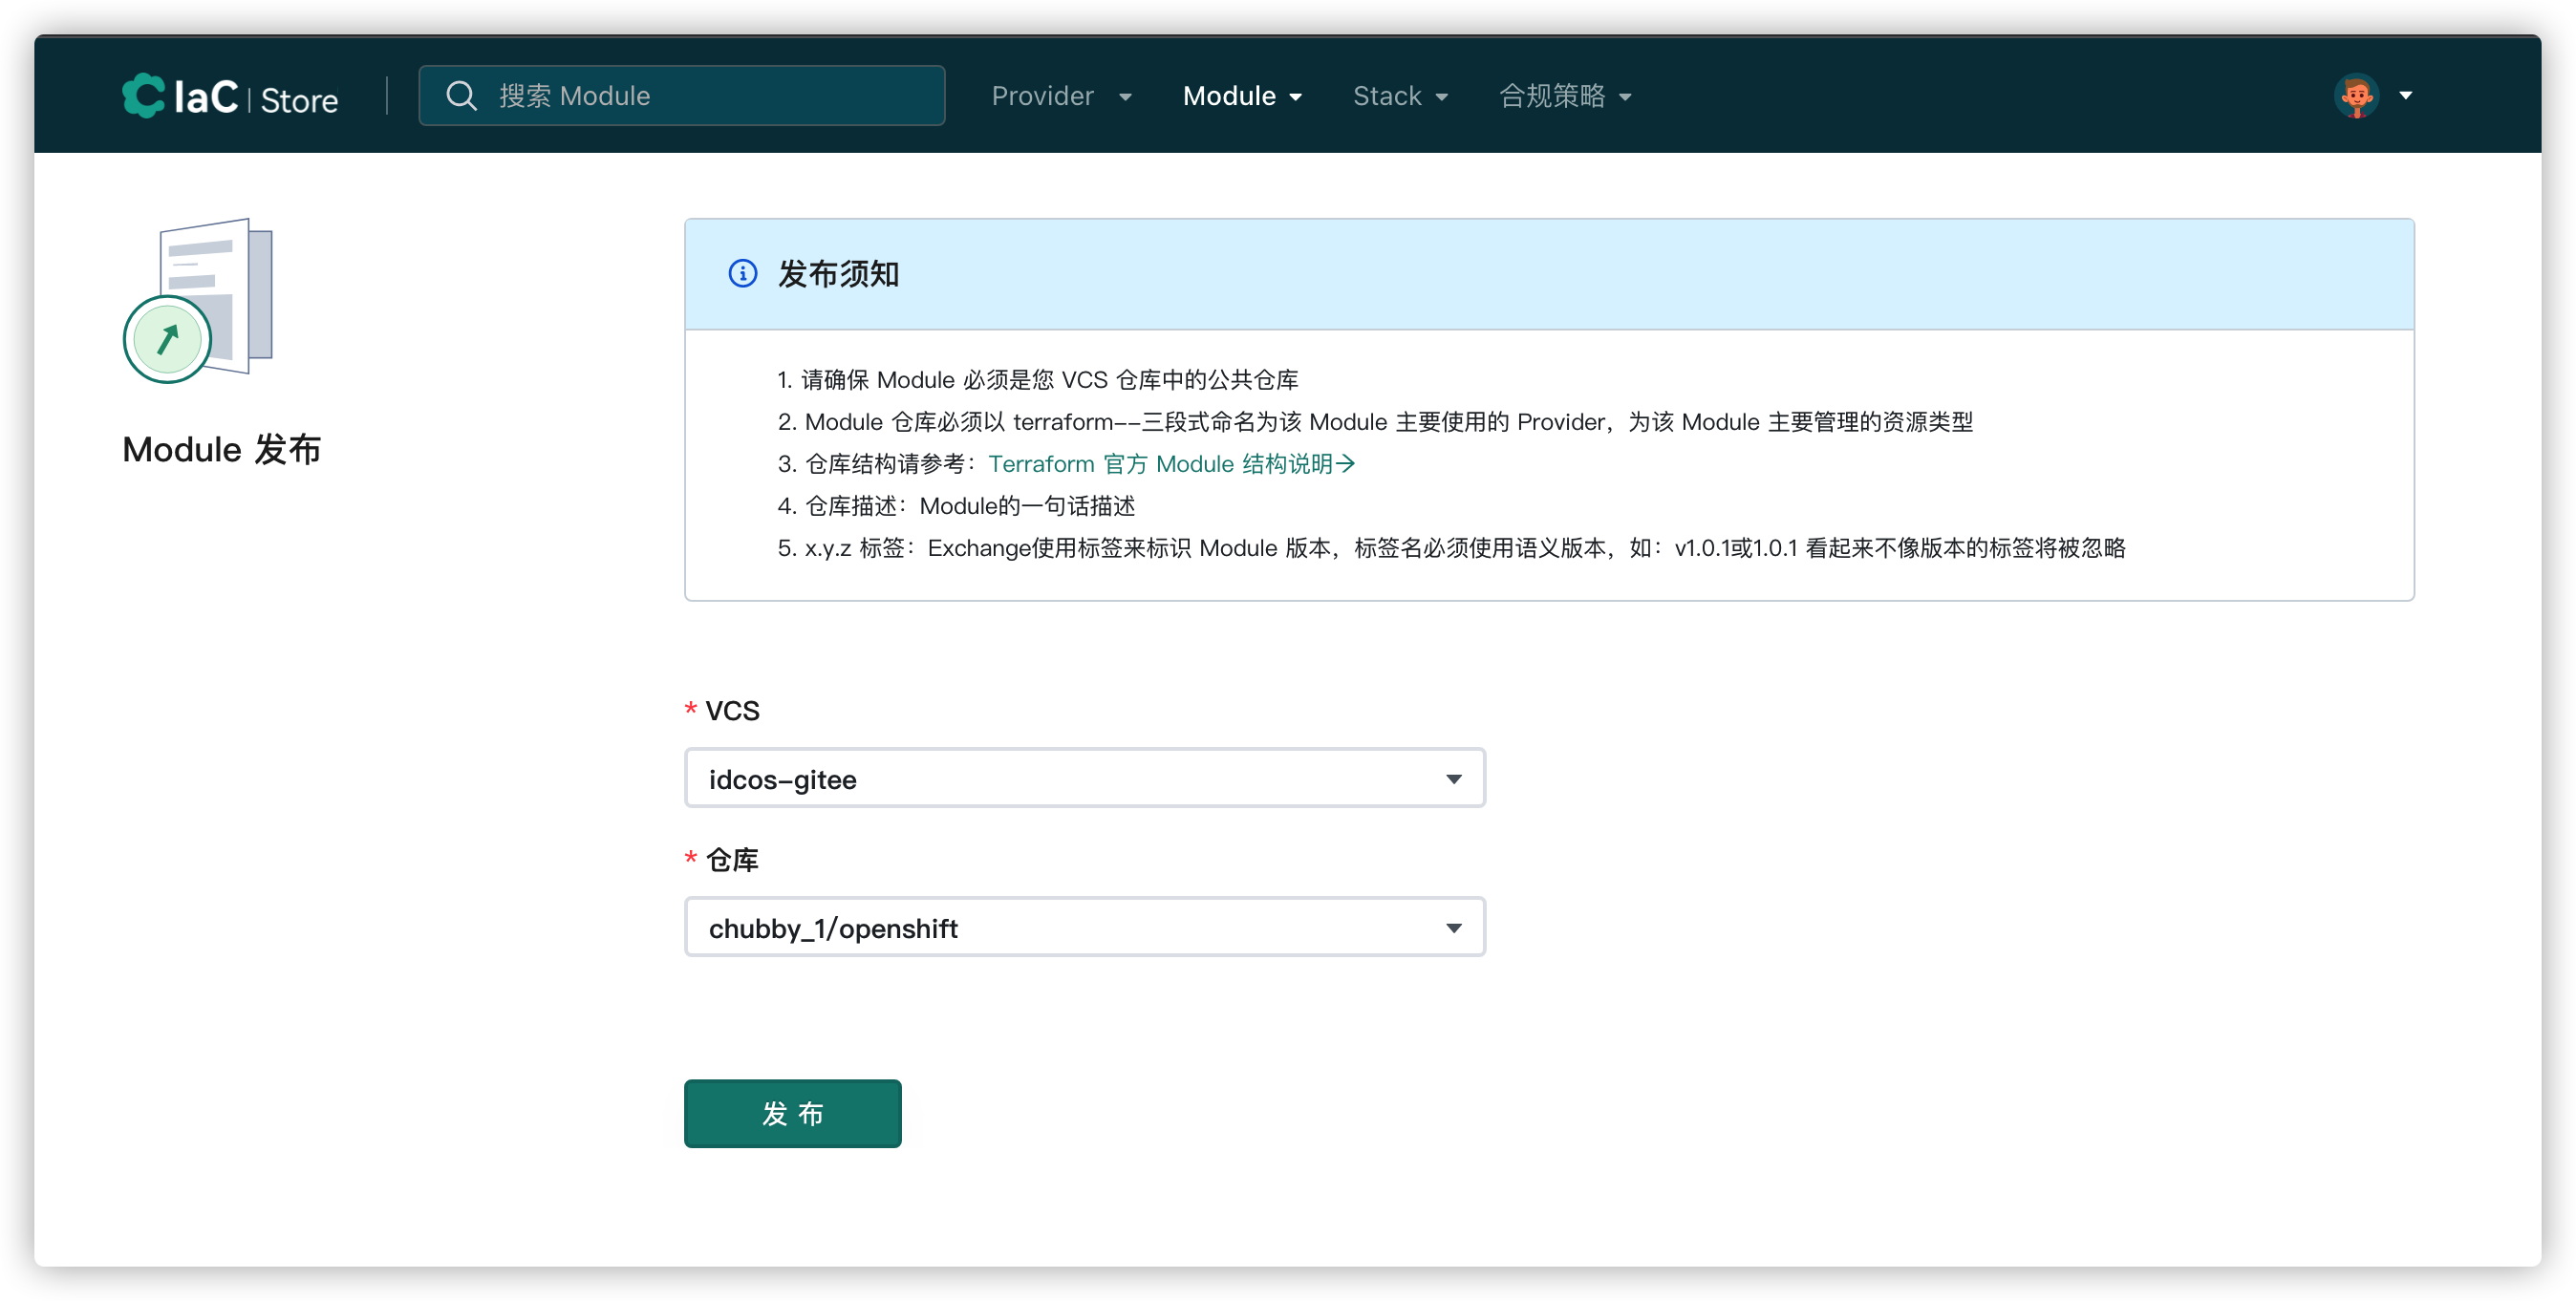 IaC | Store
搜索 Module
Provider
Module
Stack
合规策略
Module 发布
发布须知
1. 请确保 Module 必须是您 VCS 仓库中的公共仓库
2. Module 仓库必须以 terraform--三段式命名为该 Module 主要使用的 Provider，为该 Module 主要管理的资源类型
3. 仓库结构请参考：Terraform 官方 Module 结构说明→
4. 仓库描述：Module的一句话描述
5. x.y.z 标签：Exchange使用标签来标识 Module 版本，标签名必须使用语义版本，如：v1.0.1或1.0.1 看起来不像版本的标签将被忽略
* VCS
idcos-gitee
* 仓库
chubby_1/openshift
发 布